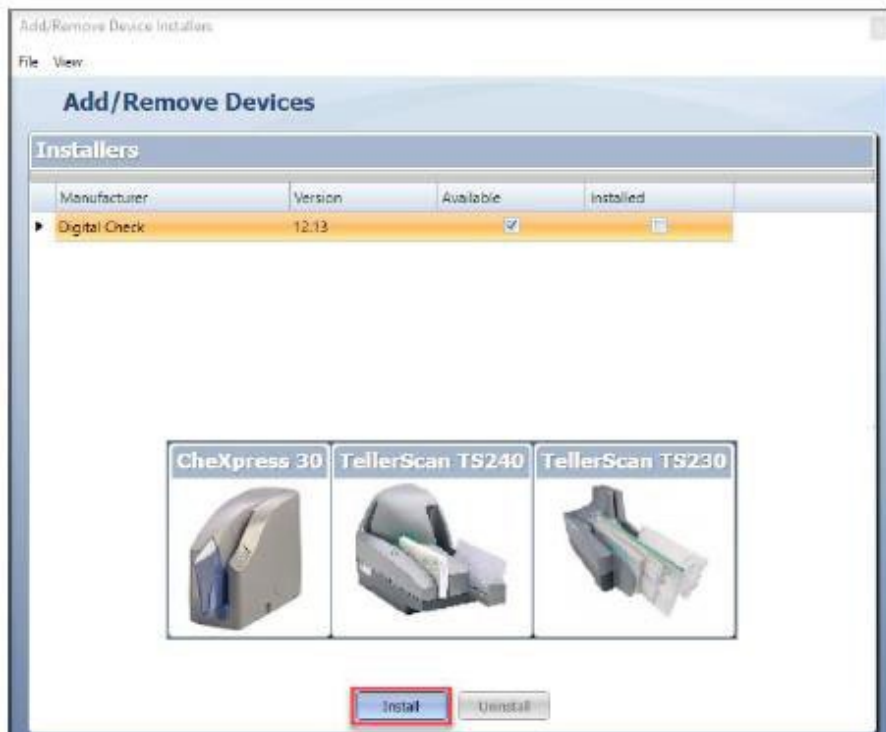 Add/Remove Device Installers
File View
Add/Remove Devices
Installers
Manufacturer Version Available Installed
Digital Check 12.13
CheXpress 30 TellerScan TS240 TellerScan TS230
Install Uninstall